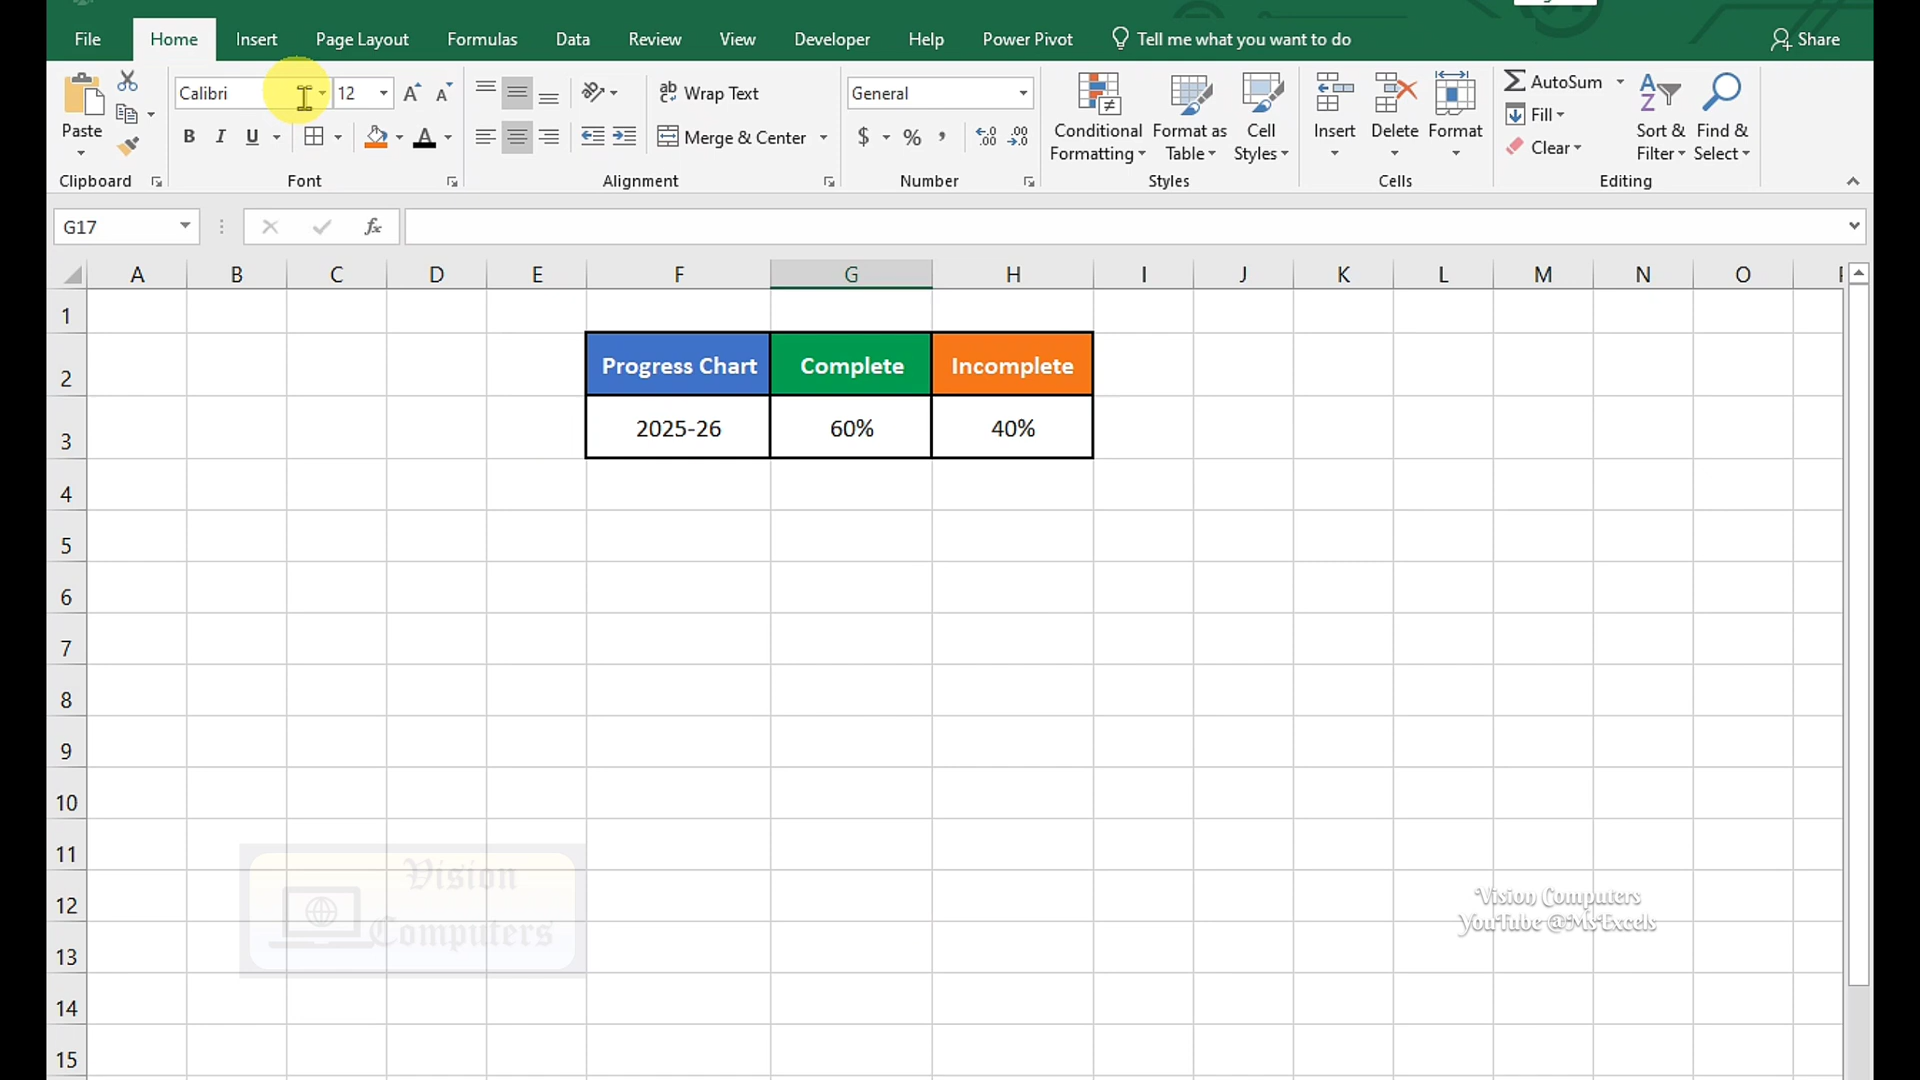 File Home Insert Page Layout Formulas Data Review View Developer Help Power Pivot Tell me what you want to do Share
Calibri 12 Wrap Text General AutoSum
Fill
Paste B I U Merge & Center $ % , Conditional Formatting Format as Table Cell Styles Insert Delete Format Clear Sort & Filter Find & Select
Clipboard Font Alignment Number Styles Cells Editing
G17 fx
A B C D E F G H I J K L M N O
1
2 Progress Chart Complete Incomplete
3 2025-26 60% 40%
4
5
6
7
8
9
10
11
12
13
14
15
Vision
Computers
Vision Computers
YouTube @MsExcels